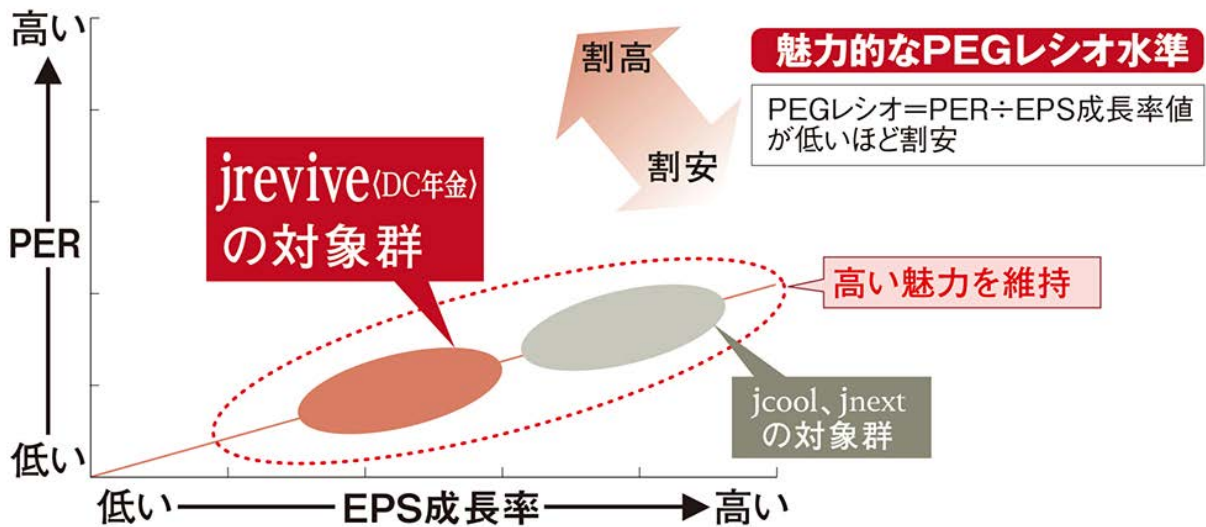 高い
PER
低い
割高
割安
魅力的なPEGレシオ水準
PEGレシオ=PER÷EPS成長率値
が低いほど割安
jrevive〈DC年金〉
の対象群
高い魅力を維持
jcool、jnext
の対象群
低い
EPS成長率
高い